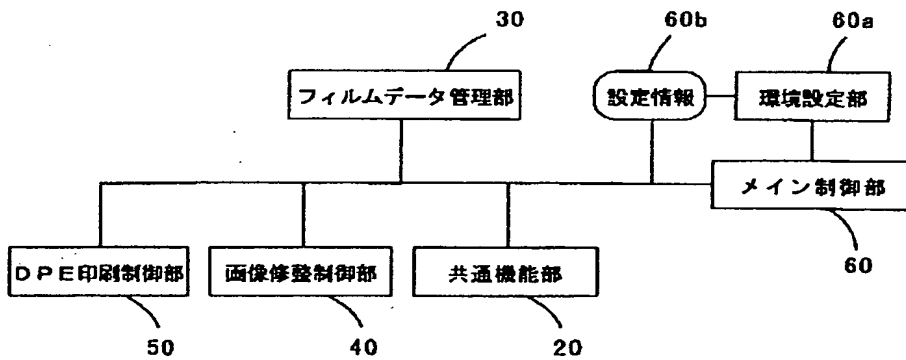 30
60b
60a
フィルムデータ管理部
設定情報
環境設定部
メイン制御部
60
DPE印刷制御部
画像修整制御部
共通機能部
50
40
20